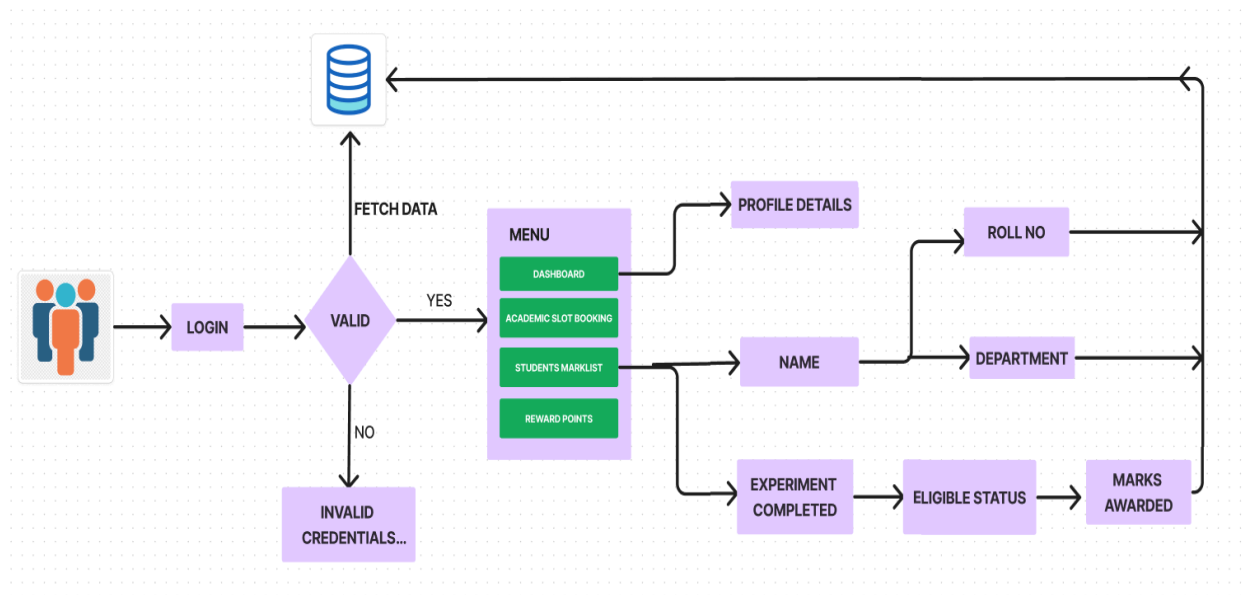 FETCH DATA
PROFILE DETAILS
MENU
ROLL NO
DASHBOARD
YES
ACADEMIC SLOT BOOKING
LOGIN
VALID
STUDENTS MARKLIST
NAME
DEPARTMENT
REWARD POINTS
NO
EXPERIMENT
COMPLETED
ELIGIBLE STATUS
MARKS
AWARDED
INVALID
CREDENTIALS...